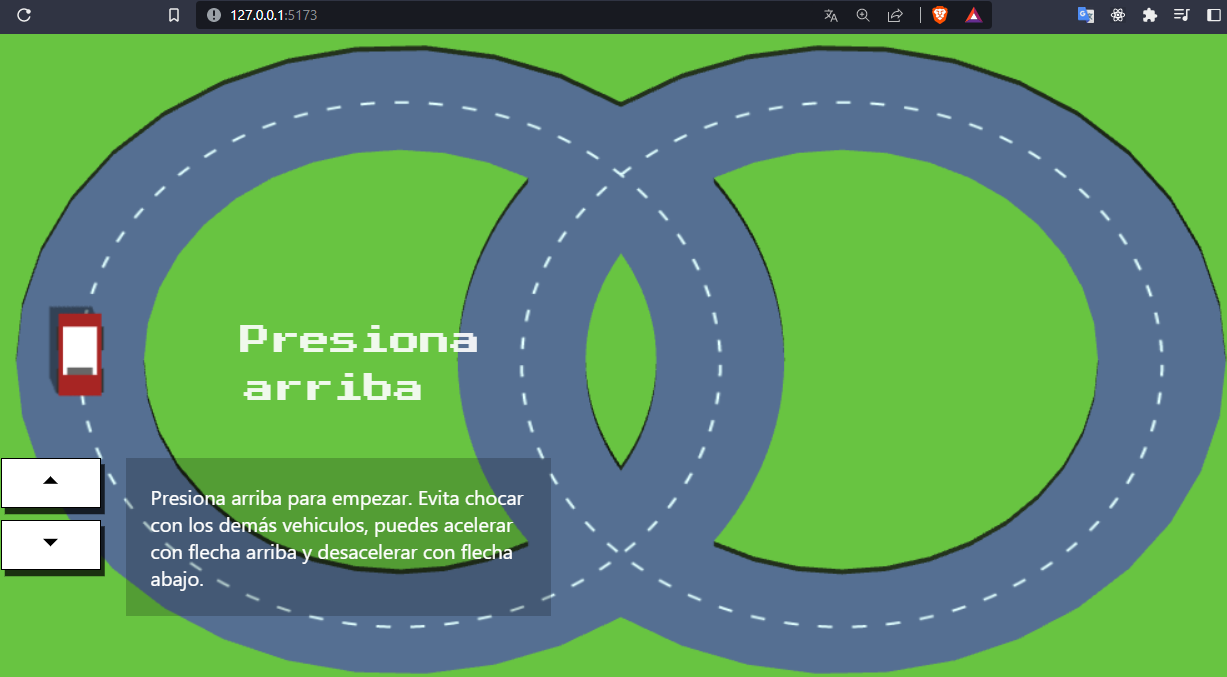 127.0.0.1:5173
Presiona
arriba
Presiona arriba para empezar. Evita chocar
con los demás vehiculos, puedes acelerar
con flecha arriba y desacelerar con flecha
abajo.